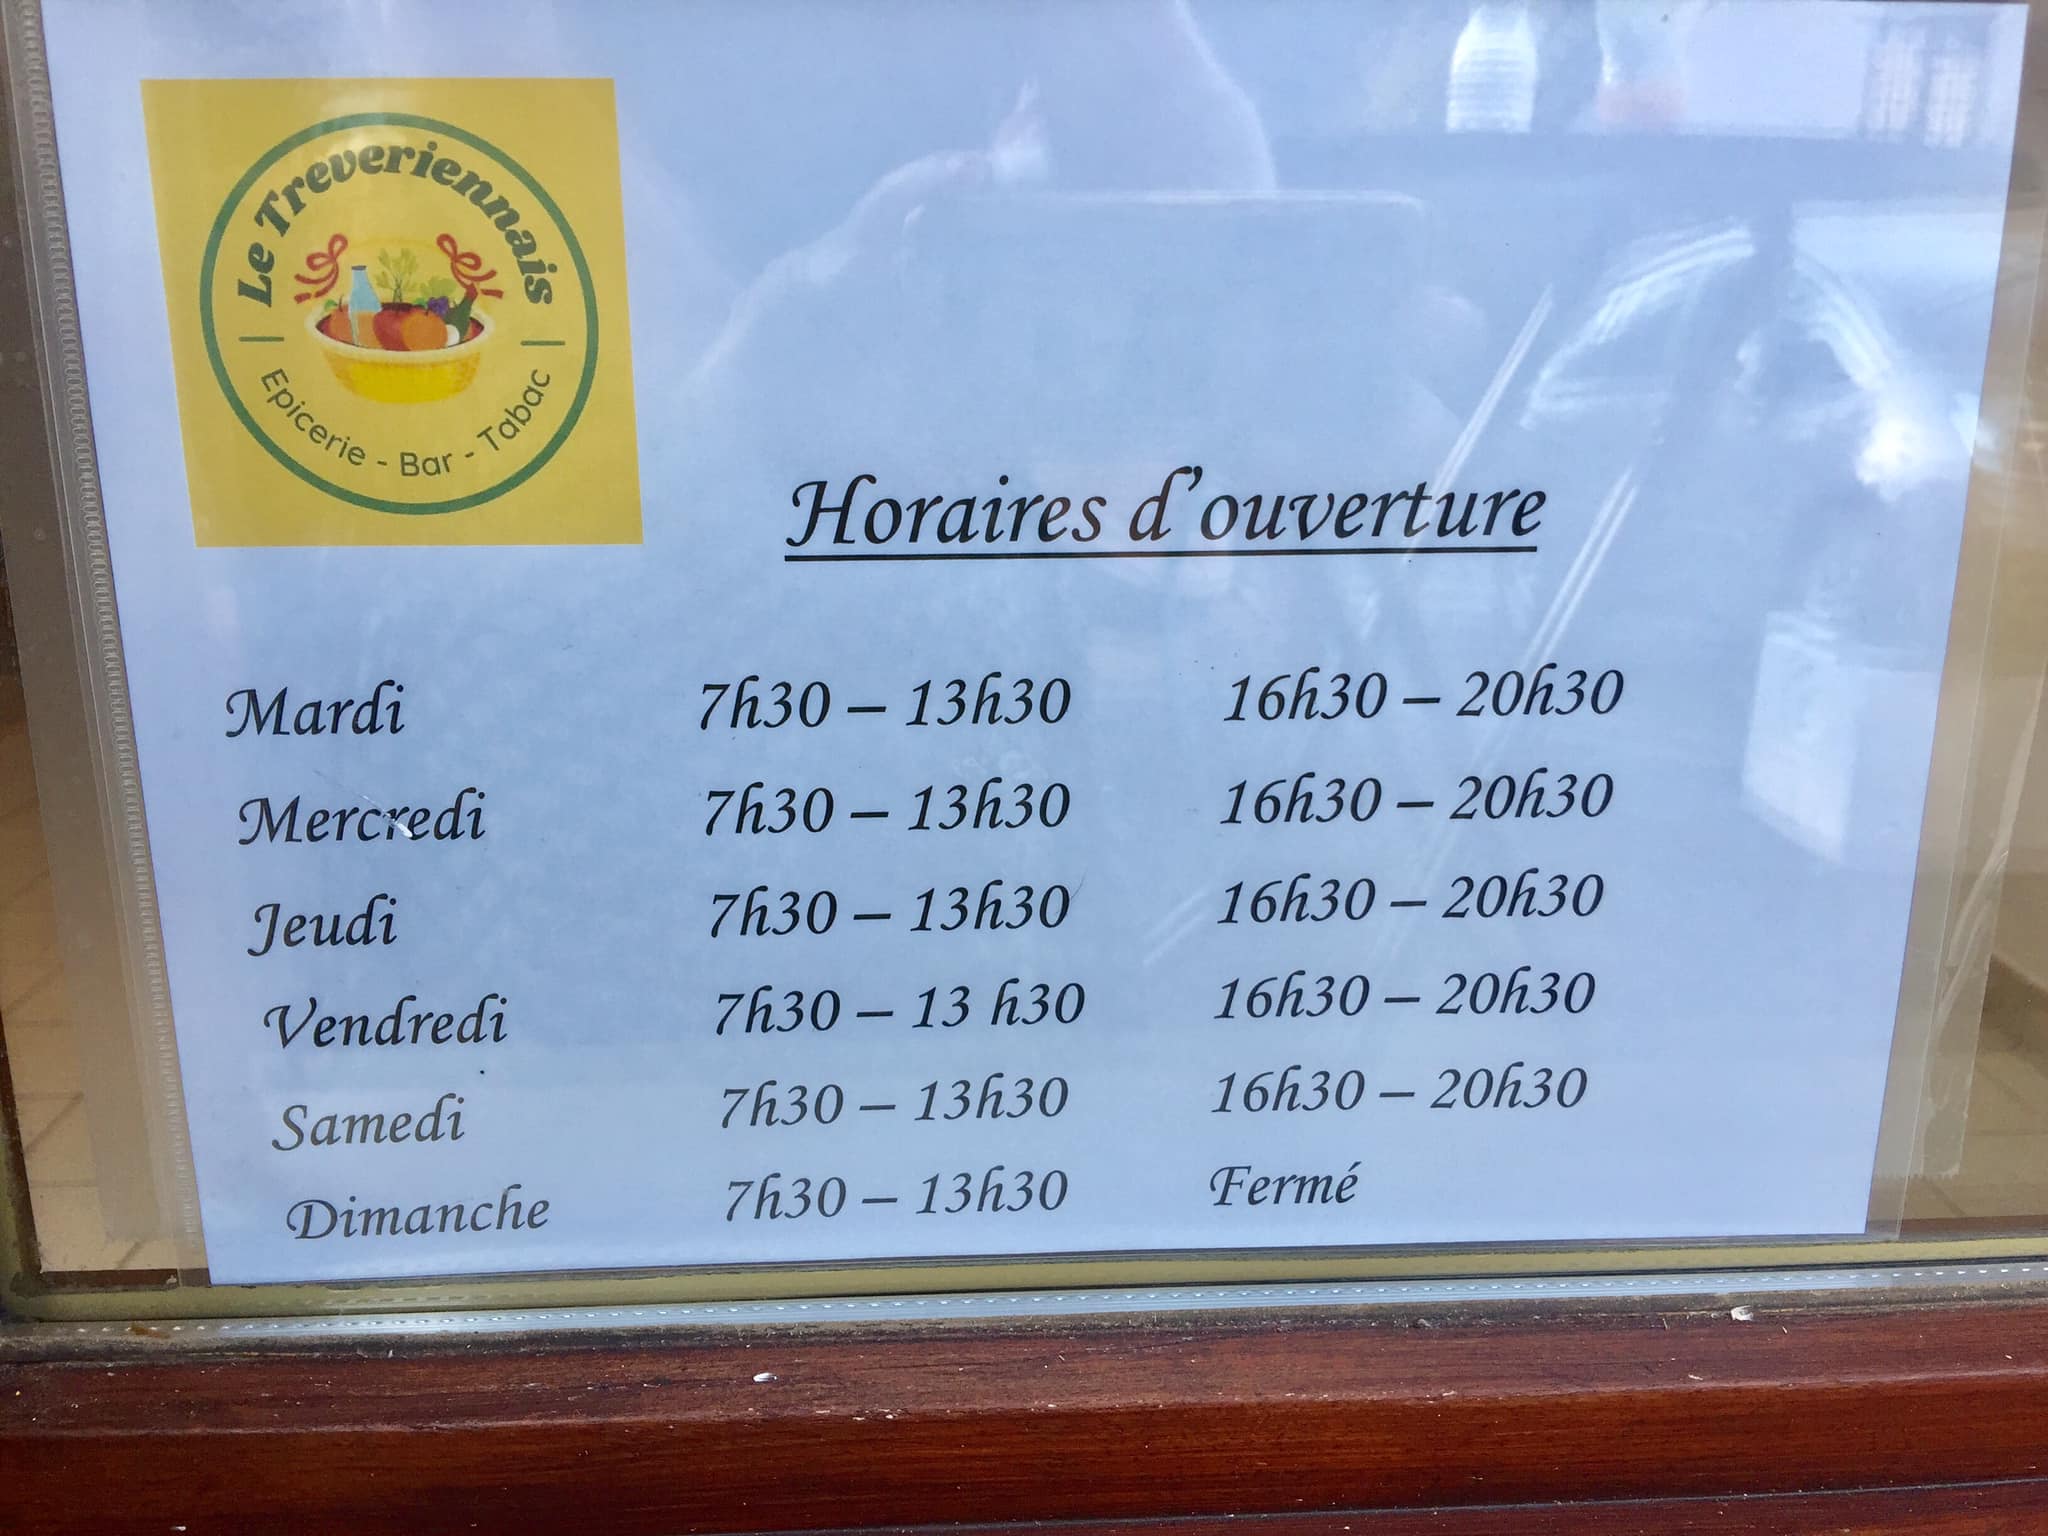 Le Treveriennais
Epicerie - Bar - Tabac
Horaires d'ouverture
Mardi 7h30 – 13h30 16h30 – 20h30
Mercredi 7h30 – 13h30 16h30 – 20h30
Jeudi 7h30 – 13h30 16h30 – 20h30
Vendredi 7h30 – 13 h30 16h30 – 20h30
Samedi 7h30 – 13h30 16h30 – 20h30
Dimanche 7h30 – 13h30 Fermé